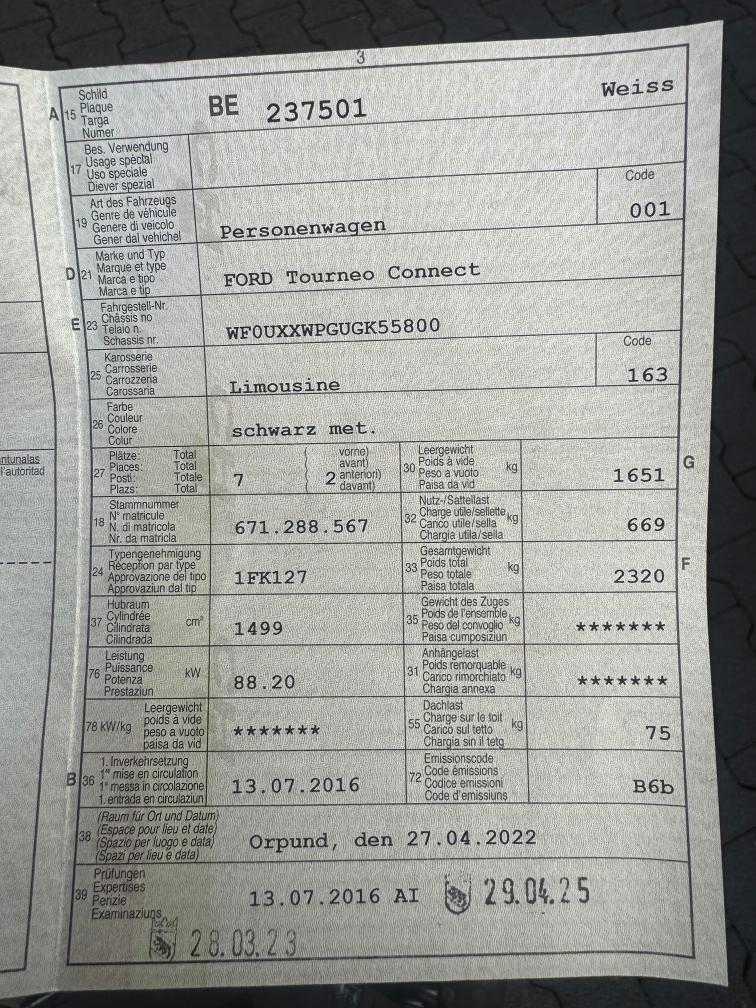 3
A 15 Schild
Plaque
Targa
Numer
BE 237501 Weiss
17 Bes. Verwendung
Usage spécial
Uso speciale
Diever spezial
19 Art des Fahrzeugs
Genre de véhicule
Genere di veicolo
Gener dal vehichel
Personenwagen
Code
001
D 21 Marke und Typ
Marque et type
Marca e tipo
Marca e tip
FORD Tourneo Connect
E 23 Fahrgestell-Nr.
Châssis no
Telaio n.
Schassis nr.
WF0UXXWPGUGK55800
25 Karosserie
Carrosserie
Carrozzeria
Carossaria
Limousine
Code
163
26 Farbe
Couleur
Colore
Colur
schwarz met.
27 Plätze: Total
Places: Total
Posti: Totale
Plazs: Total
7
( vorne)
( avant)
( anteriori)
( davant)
2
30 Leergewicht
Poids à vide
Peso a vuoto
Paisa da vid
kg
1651
G
18 Stammnummer
N° matricule
N. di matricola
Nr. da matricla
671.288.567
32 Nutz-/Sattellast
Charge utile/sellette
Carico utile/sella
Chargia utila/sella
kg
669
24 Typengenehmigung
Réception par type
Approvazione del tipo
Approvaziun dal tip
1FK127
33 Gesamtgewicht
Poids total
Peso totale
Paisa totala
kg
2320
F
37 Hubraum
Cylindrée
Cilindrata
Cilindrada
cm³
1499
35 Gewicht des Zuges
Poids de l'ensemble
Peso del convoglio
Paisa cumposiziun
kg
*******
76 Leistung
Puissance
Potenza
Prestaziun
kW
88.20
31 Anhängelast
Poids remorquable
Carico rimorchiato
Chargia annexa
kg
*******
78 kW/kg
Leergewicht
poids à vide
peso a vuoto
paisa da vid
*******
55 Dachlast
Charge sur le toit
Carico sul tetto
Chargia sin il tetg
kg
75
B 36 1. Inverkehrsetzung
1re mise en circulation
1a messa in circolazione
1. entrada en circulaziun
13.07.2016
72 Emissionscode
Code émissions
Codice emissioni
Code d'emissiuns
B6b
38 (Raum für Ort und Datum)
(Espace pour lieu et date)
(Spazio per luogo e data)
(Spazi per lieu e data)
Orpund, den 27.04.2022
39 Prüfungen
Expertises
Perizie
Examinaziuns
13.07.2016 AI 29.04.25
28.03.23
antunalas
l'autoritad